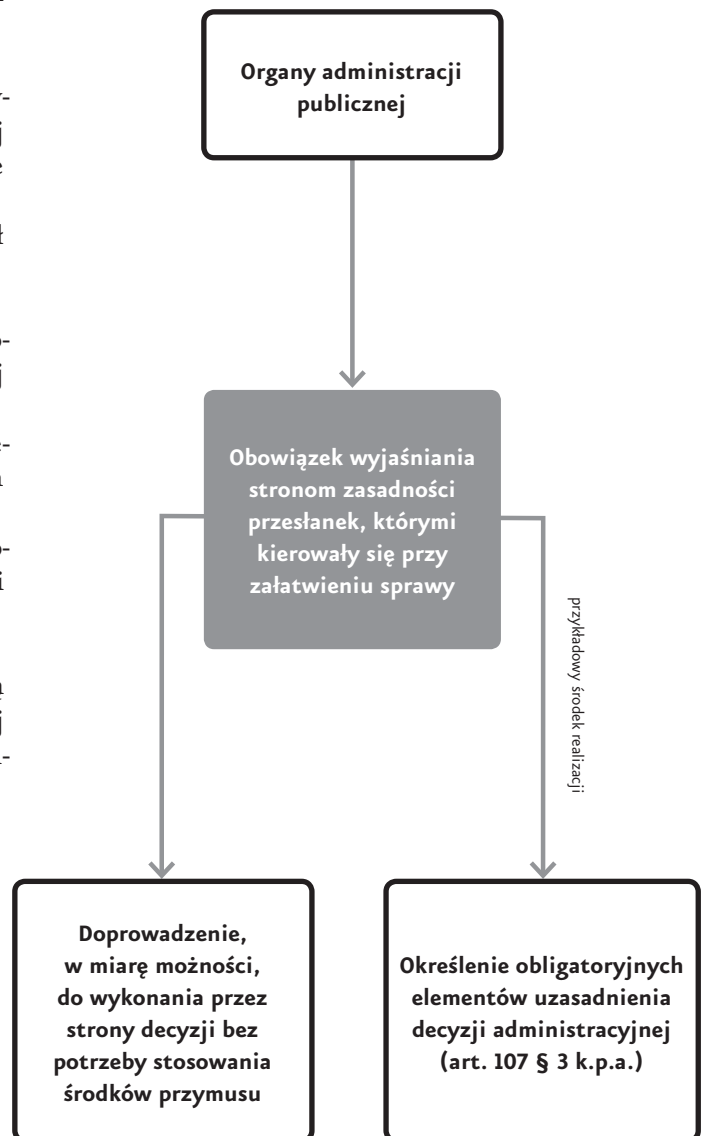 Organy administracji
publicznej
Obowiązek wyjaśniania
stronom zasadności
przesłanek, którymi
kierowały się przy
załatwieniu sprawy
przykładowy środek realizacji
Doprowadzenie,
w miarę możności,
do wykonania przez
strony decyzji bez
potrzeby stosowania
środków przymusu
Określenie obligatoryjnych
elementów uzasadnienia
decyzji administracyjnej
(art. 107 § 3 k.p.a.)